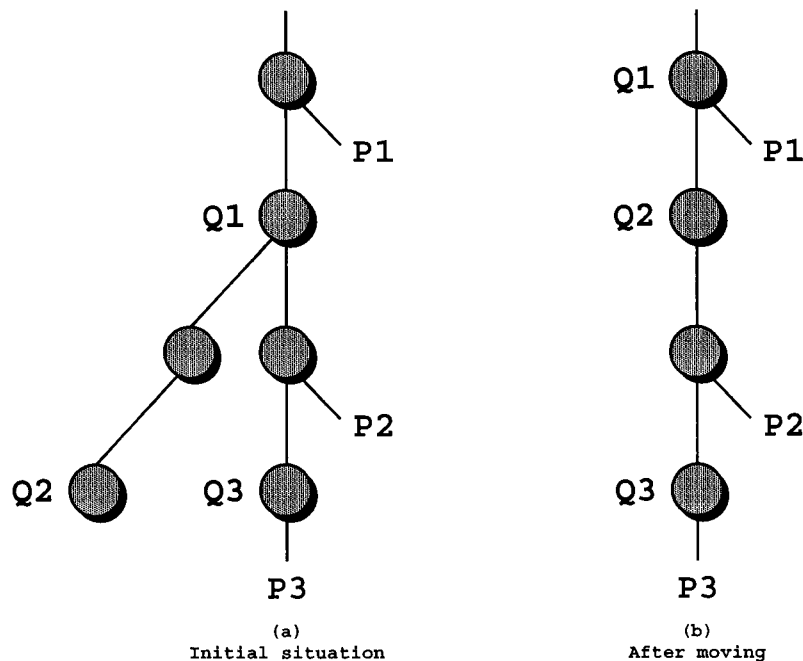 Q1
P1
P1
Q1
Q2
P2
P2
Q2
Q3
Q3
P3
P3
(a)
(b)
Initial situation
After moving